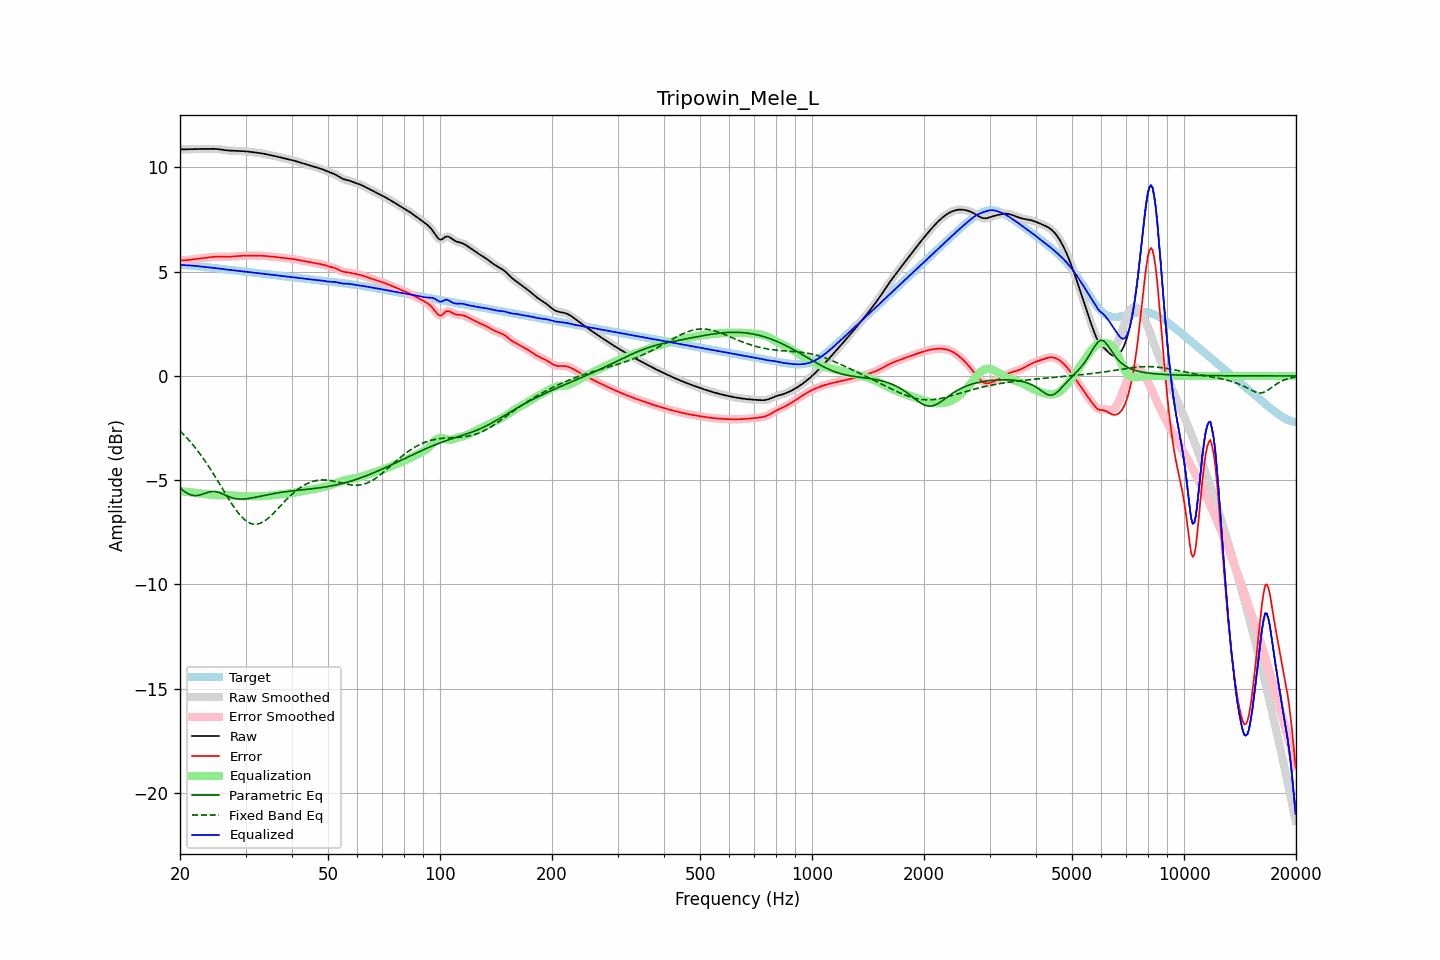 Tripowin_Mele_L
Amplitude (dBr)
10
5
0
−5
−10
−15
−20
Target
Raw Smoothed
Error Smoothed
Raw
Error
Equalization
Parametric Eq
Fixed Band Eq
Equalized
20 50 100 200 500 1000 2000 5000 10000 20000
Frequency (Hz)